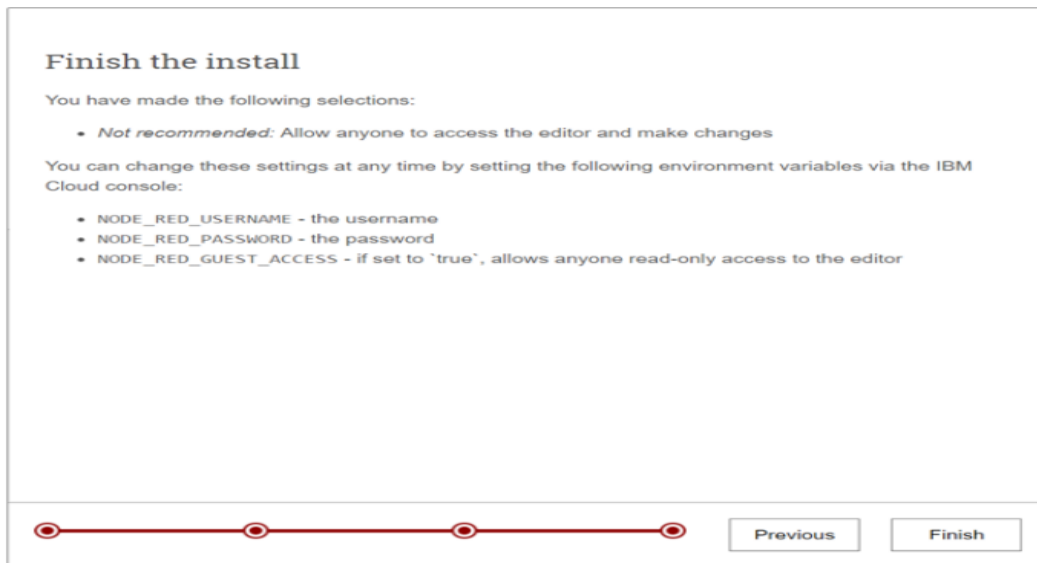 Finish the install
You have made the following selections:
• Not recommended: Allow anyone to access the editor and make changes
You can change these settings at any time by setting the following environment variables via the IBM
Cloud console:
• NODE_RED_USERNAME - the username
• NODE_RED_PASSWORD - the password
• NODE_RED_GUEST_ACCESS - if set to `true`, allows anyone read-only access to the editor
Previous
Finish